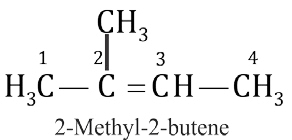 CH₃
1 2 3 4
H₃C — C = CH — CH₃
2-Methyl-2-butene